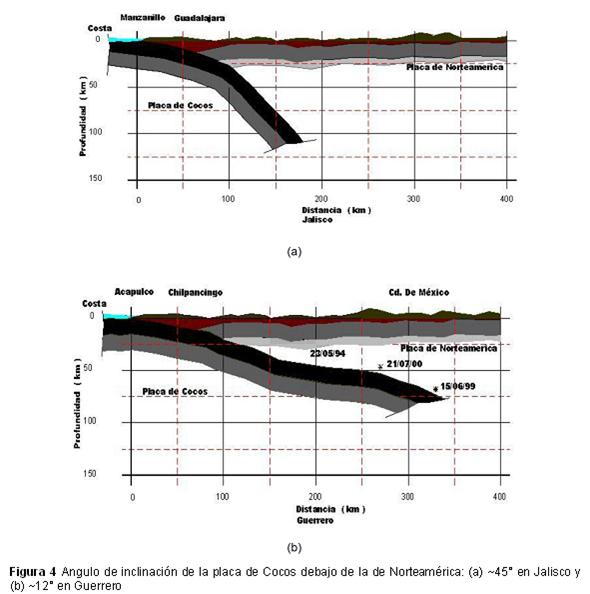 Manzanillo Guadalajara
Costa
0
Placa de Norteamerica
50
Placa de Cocos
Profundidad (km)
100
150
0 100 200 300 400
Distancia (km)
Jalisco
(a)
Acapulco Chilpancingo Cd. De México
Costa
0
Placa de Norteamerica
23/05/94
21/07/00
50
15/06/99
Placa de Cocos
Profundidad (km)
100
150
0 100 200 300 400
Distancia (km)
Guerrero
(b)
Figura 4 Angulo de inclinación de la placa de Cocos debajo de la de Norteamérica: (a) ~45° en Jalisco y
(b) ~12° en Guerrero